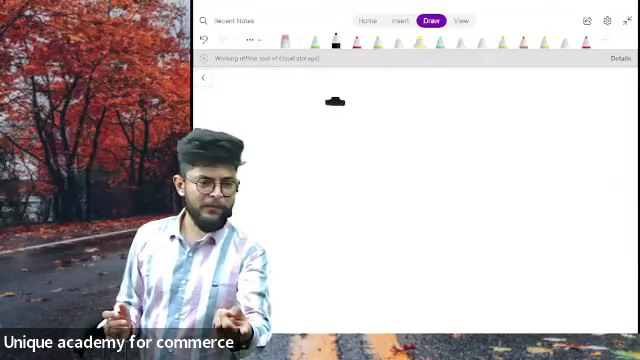 Recent Notes
Home
Insert
Draw
View
Working offline (out of cloud storage)
Details
Unique academy for commerce